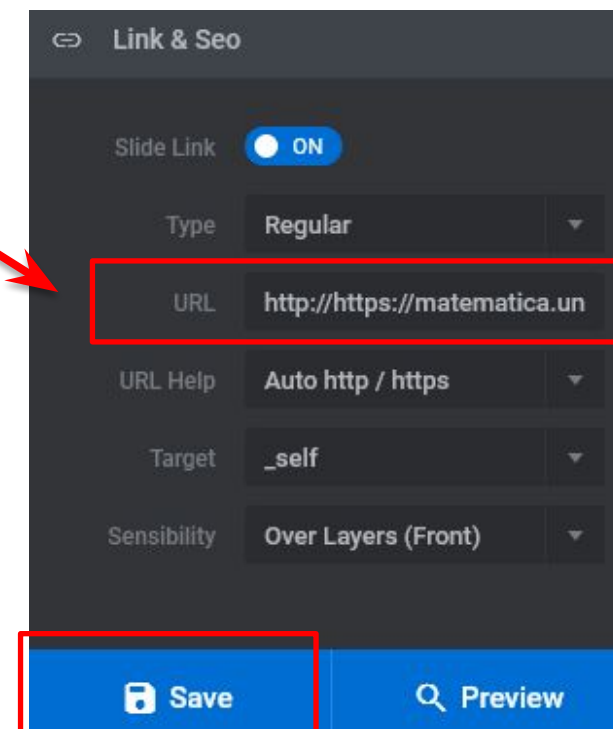 Link & Seo
Slide Link ON
Type Regular
URL http://https://matematica.un
URL Help Auto http / https
Target _self
Sensibility Over Layers (Front)
Save Preview